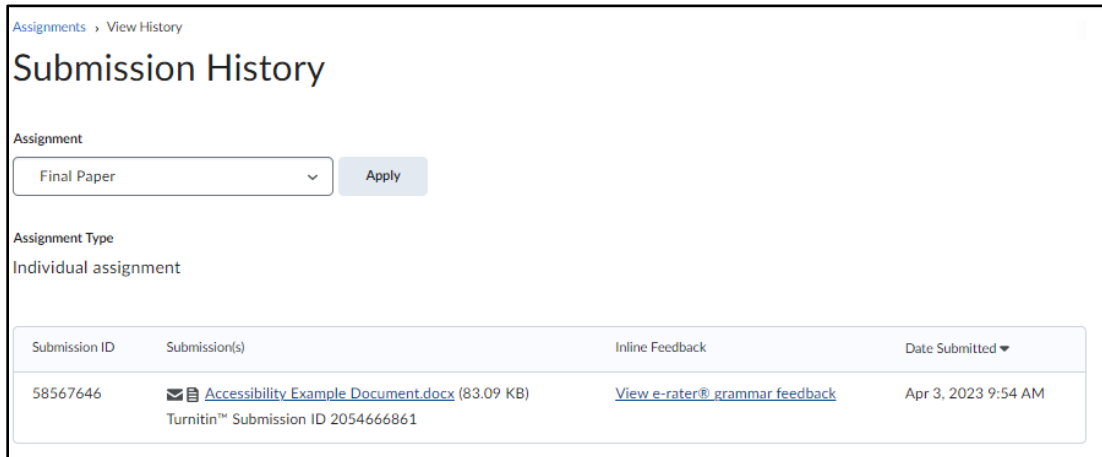 Assignments › View History
Submission History
Assignment
Final Paper Apply
Assignment Type
Individual assignment
Submission ID Submission(s) Inline Feedback Date Submitted
58567646 Accessibility Example Document.docx (83.09 KB) View e-rater® grammar feedback Apr 3, 2023 9:54 AM
Turnitin™ Submission ID 2054666861